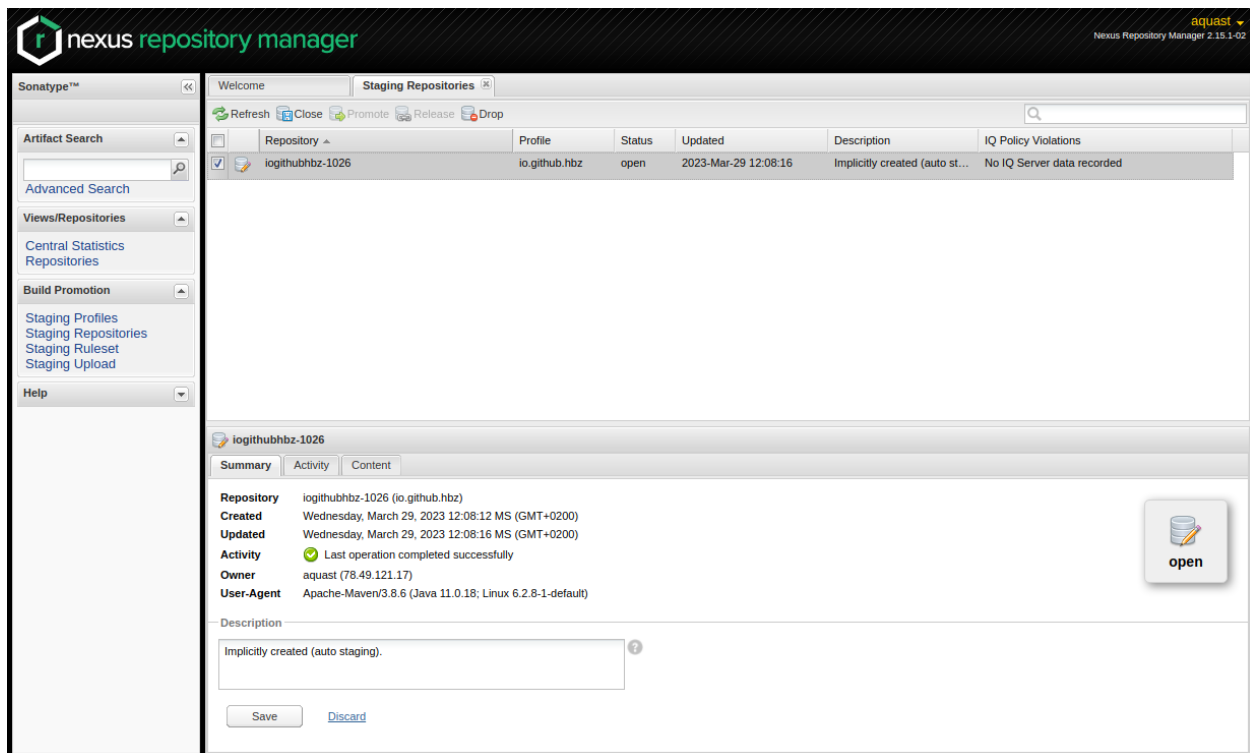 nexus repository manager
aquast
Nexus Repository Manager 2.15.1-02
Sonatype™
Artifact Search
Advanced Search
Views/Repositories
Central Statistics
Repositories
Build Promotion
Staging Profiles
Staging Repositories
Staging Ruleset
Staging Upload
Help
Welcome
Staging Repositories
Refresh Close Promote Release Drop
Repository Profile Status Updated Description IQ Policy Violations
iogithubhbz-1026 io.github.hbz open 2023-Mar-29 12:08:16 Implicitly created (auto st... No IQ Server data recorded
iogithubhbz-1026
Summary Activity Content
Repository iogithubhbz-1026 (io.github.hbz)
Created Wednesday, March 29, 2023 12:08:12 MS (GMT+0200)
Updated Wednesday, March 29, 2023 12:08:16 MS (GMT+0200)
Activity Last operation completed successfully
Owner aquast (78.49.121.17)
User-Agent Apache-Maven/3.8.6 (Java 11.0.18; Linux 6.2.8-1-default)
open
Description
Implicitly created (auto staging).
Save Discard